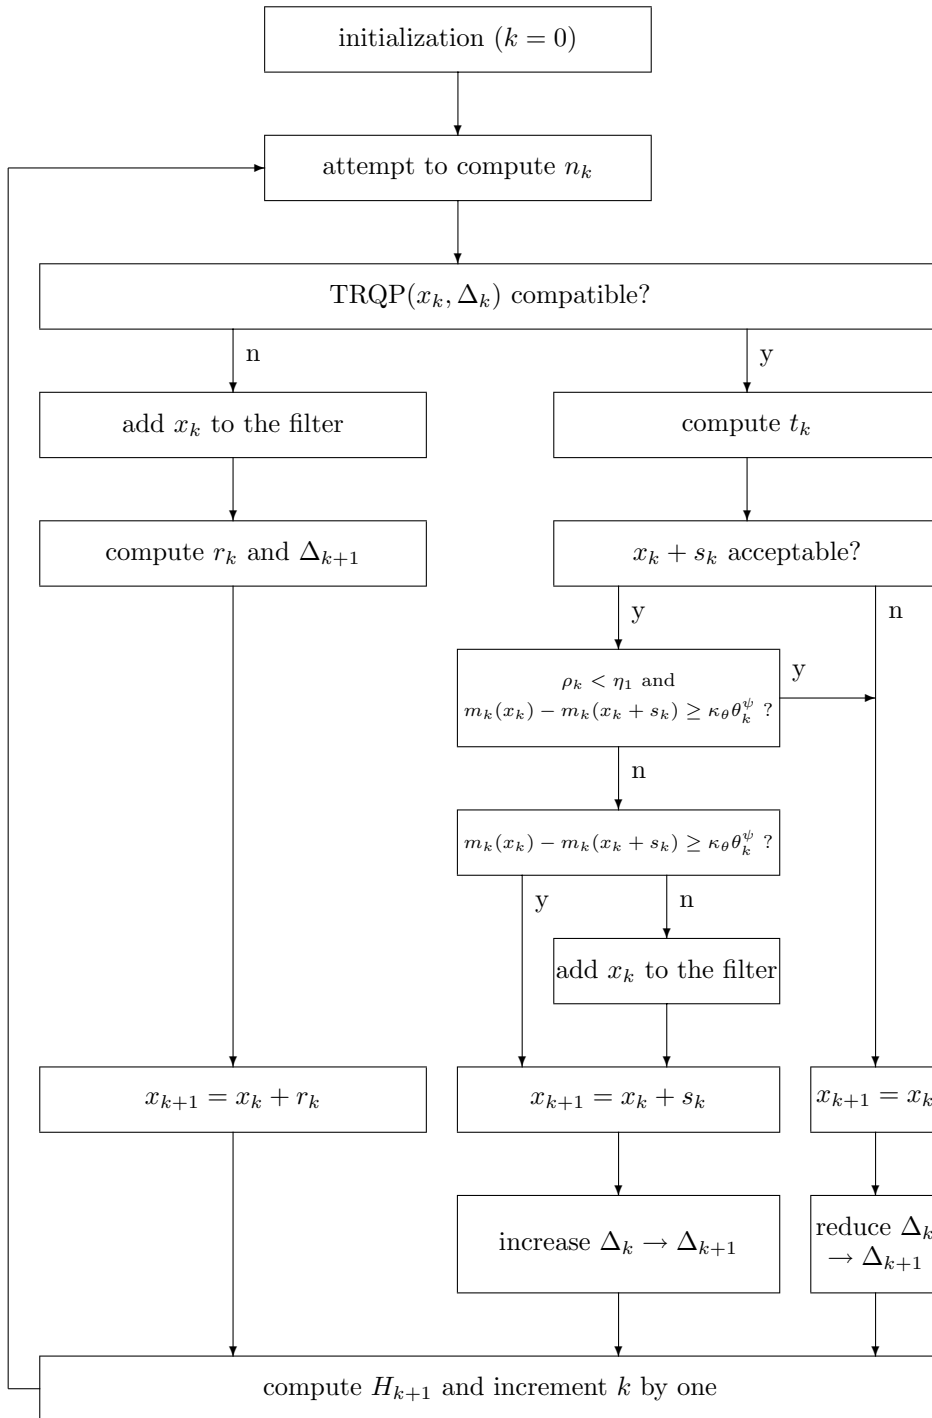 initialization (k = 0)
attempt to compute n_k
TRQP(x_k, Δ_k) compatible?
n
y
add x_k to the filter
compute t_k
compute r_k and Δ_{k+1}
x_k + s_k acceptable?
y
n
ρ_k < η_1 and
m_k(x_k) − m_k(x_k + s_k) ≥ κ_θ θ_k^ψ ?
y
n
m_k(x_k) − m_k(x_k + s_k) ≥ κ_θ θ_k^ψ ?
y
n
add x_k to the filter
x_{k+1} = x_k + r_k
x_{k+1} = x_k + s_k
x_{k+1} = x_k
increase Δ_k → Δ_{k+1}
reduce Δ_k
→ Δ_{k+1}
compute H_{k+1} and increment k by one